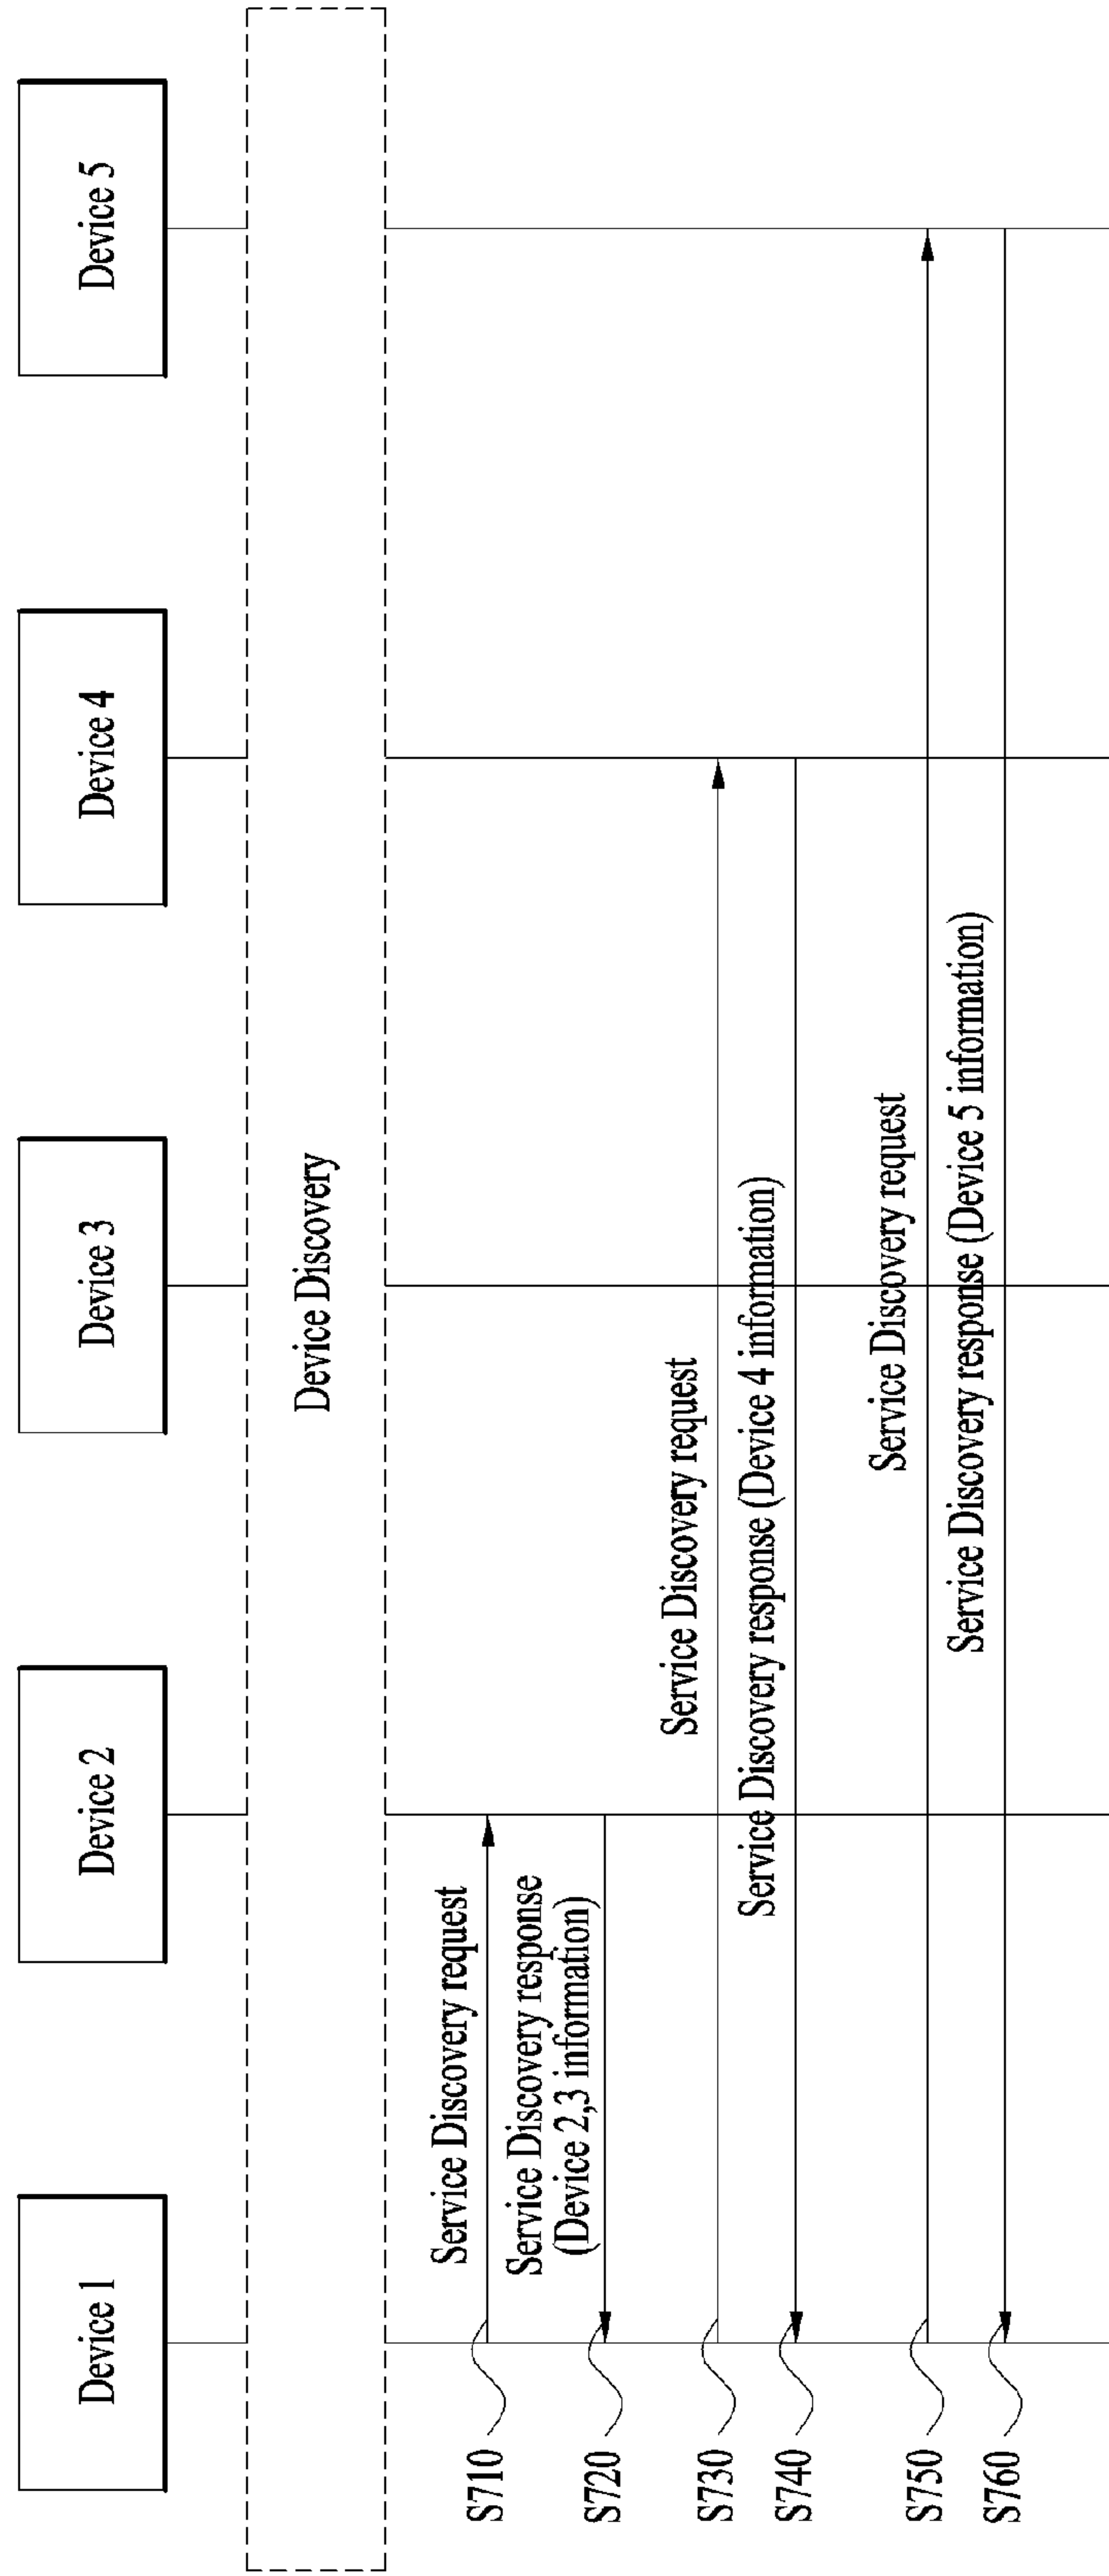 Device 1
Device 2
Device 3
Device 4
Device 5
Device Discovery
S710
Service Discovery request
Service Discovery response
(Device 2,3 information)
S720
Service Discovery request
S730
Service Discovery response (Device 4 information)
S740
Service Discovery request
S750
Service Discovery response (Device 5 information)
S760